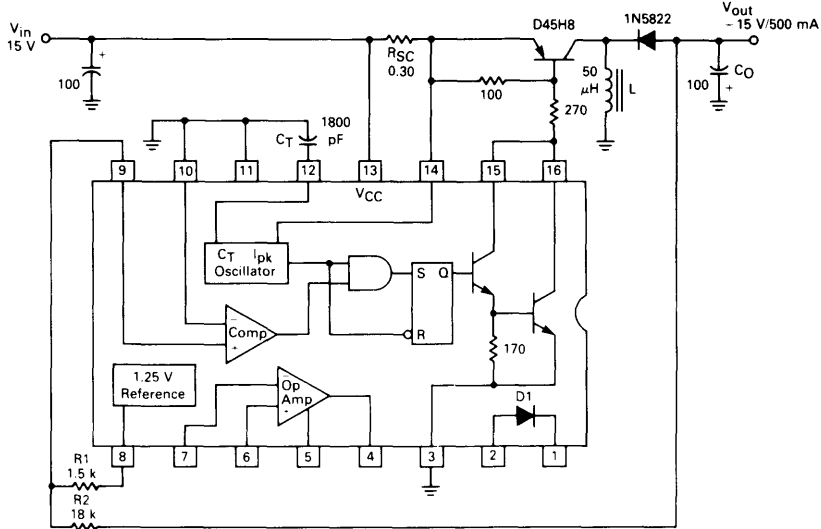 Vin
15 V
+
100
RSC
0.30
D45H8
100
270
50
μH
L
1N5822
Vout
– 15 V/500 mA
100
CO
+
CT
1800
pF
9
10
11
12
13
14
15
16
VCC
CT Ipk
Oscillator
S Q
R
–
Comp
+
170
1.25 V
Reference
–
Op
Amp
+
D1
8
7
6
5
4
3
2
1
R1
1.5 k
R2
18 k